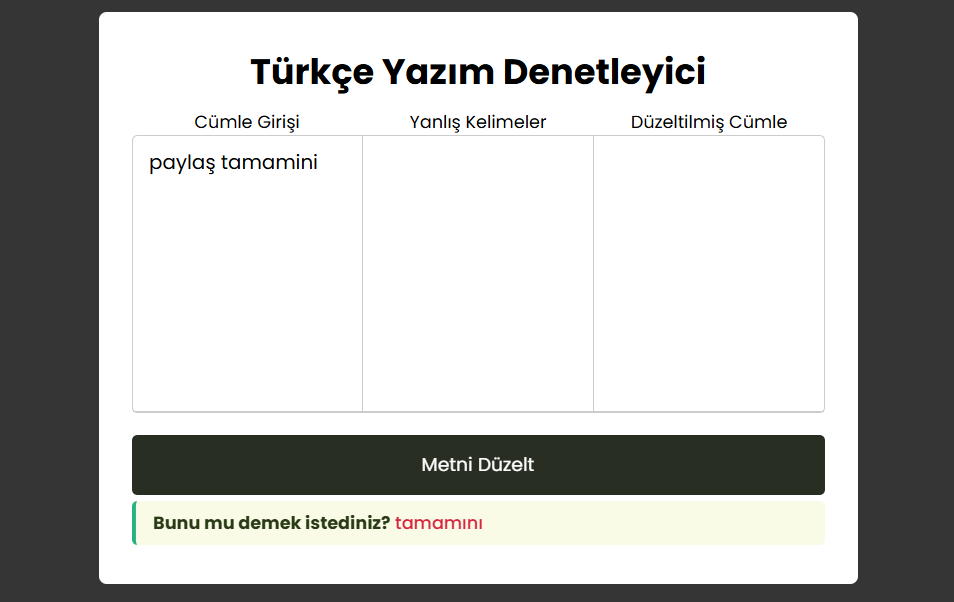 Türkçe Yazım Denetleyici
Cümle Girişi Yanlış Kelimeler Düzeltilmiş Cümle
paylaş tamamini
Metni Düzelt
Bunu mu demek istediniz? tamamını